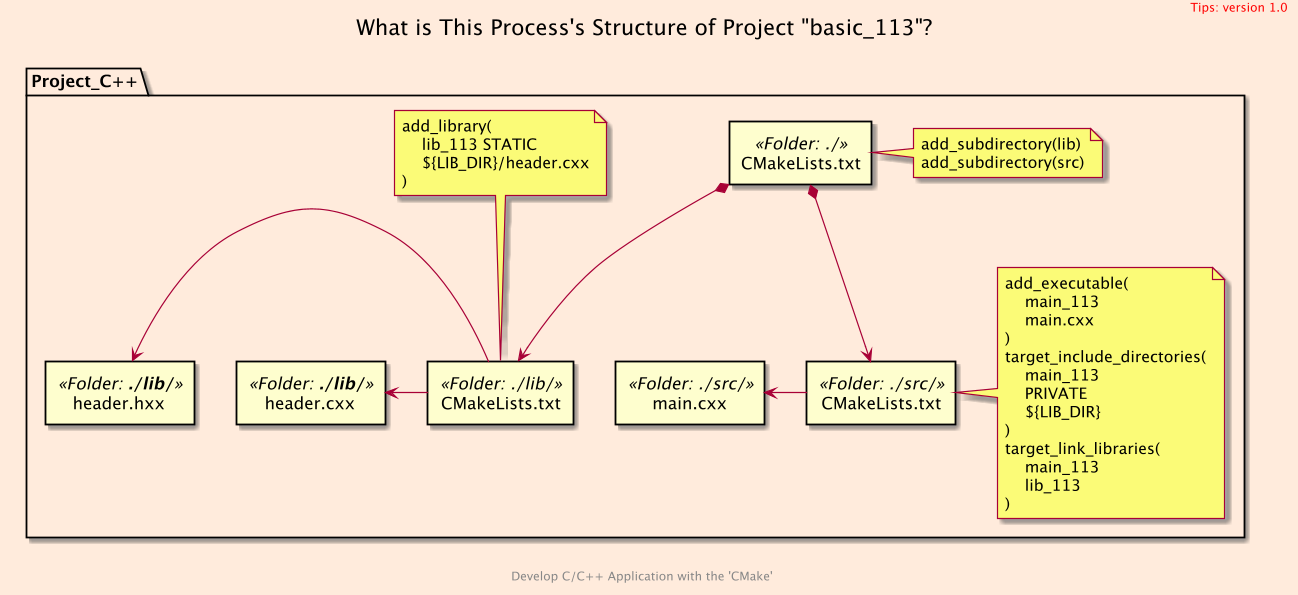 Tips: version 1.0
What is This Process's Structure of Project "basic_113"?
Project_C++
add_library(
lib_113 STATIC
${LIB_DIR}/header.cxx
)
«Folder: ./»
CMakeLists.txt
add_subdirectory(lib)
add_subdirectory(src)
«Folder: ./lib/»
header.hxx
«Folder: ./lib/»
header.cxx
«Folder: ./lib/»
CMakeLists.txt
«Folder: ./src/»
main.cxx
«Folder: ./src/»
CMakeLists.txt
add_executable(
main_113
main.cxx
)
target_include_directories(
main_113
PRIVATE
${LIB_DIR}
)
target_link_libraries(
main_113
lib_113
)
Develop C/C++ Application with the 'CMake'